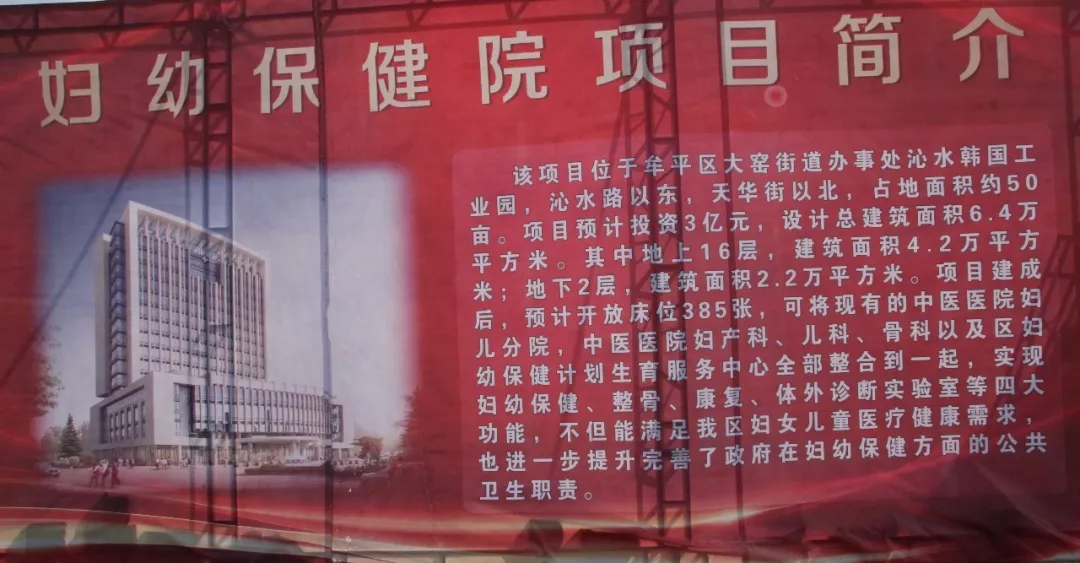 妇幼保健院项目简介
该项目位于牟平区大窑街道办事处沁水韩国工
业园，沁水路以东，天华街以北，占地面积约50
亩。项目预计投资3亿元，设计总建筑面积6.4万
平方米。其中地上16层，建筑面积4.2万平方
米；地下2层，建筑面积2.2万平方米。项目建成
后，预计开放床位385张，可将现有的中医医院妇
儿分院，中医医院妇产科、儿科、骨科以及区妇
幼保健计划生育服务中心全部整合到一起，实现
妇幼保健、整骨、康复、体外诊断实验室等四大
功能，不但能满足我区妇女儿童医疗健康需求，
也进一步提升完善了政府在妇幼保健方面的公共
卫生职责。